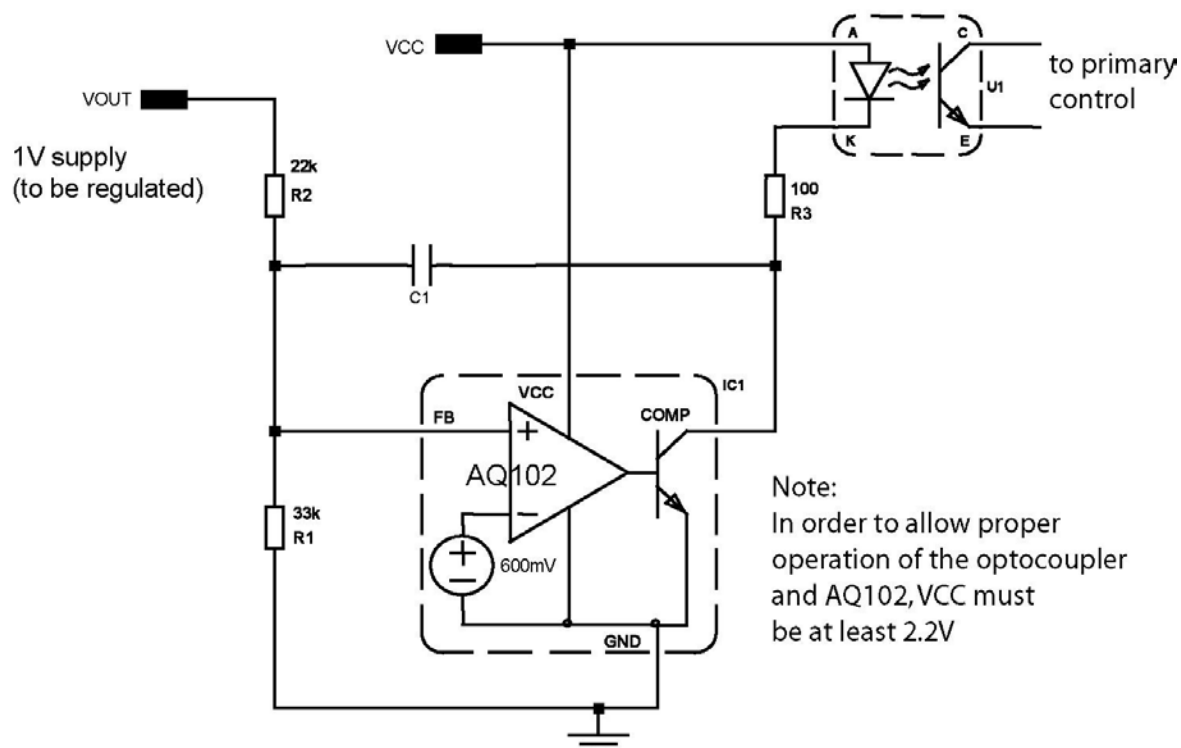 A
C
VCC
to primary
control
U1
VOUT
K
E
1V supply
(to be regulated)
22k
R2
100
R3
C1
VCC
IC1
FB
COMP
+
AQ102
Note:
In order to allow proper
operation of the optocoupler
and AQ102, VCC must
be at least 2.2V
33k
R1
−
+
−
600mV
GND